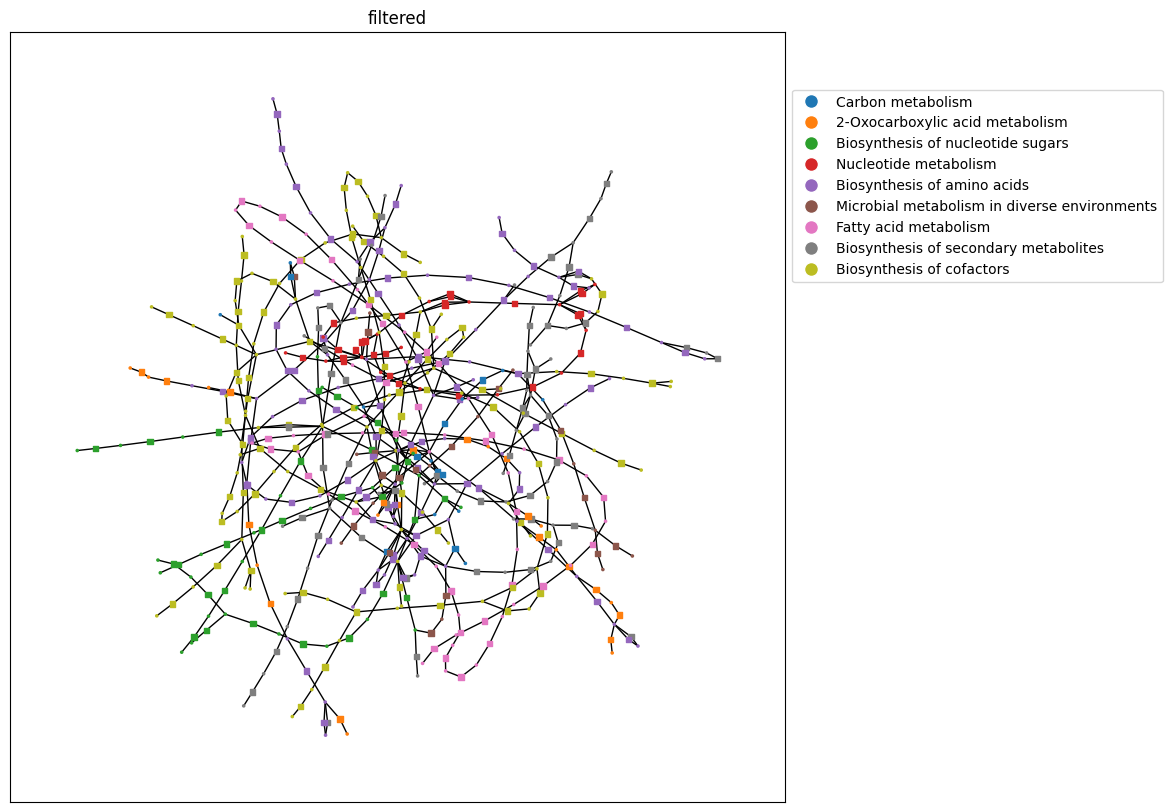 filtered
Carbon metabolism
2-Oxocarboxylic acid metabolism
Biosynthesis of nucleotide sugars
Nucleotide metabolism
Biosynthesis of amino acids
Microbial metabolism in diverse environments
Fatty acid metabolism
Biosynthesis of secondary metabolites
Biosynthesis of cofactors